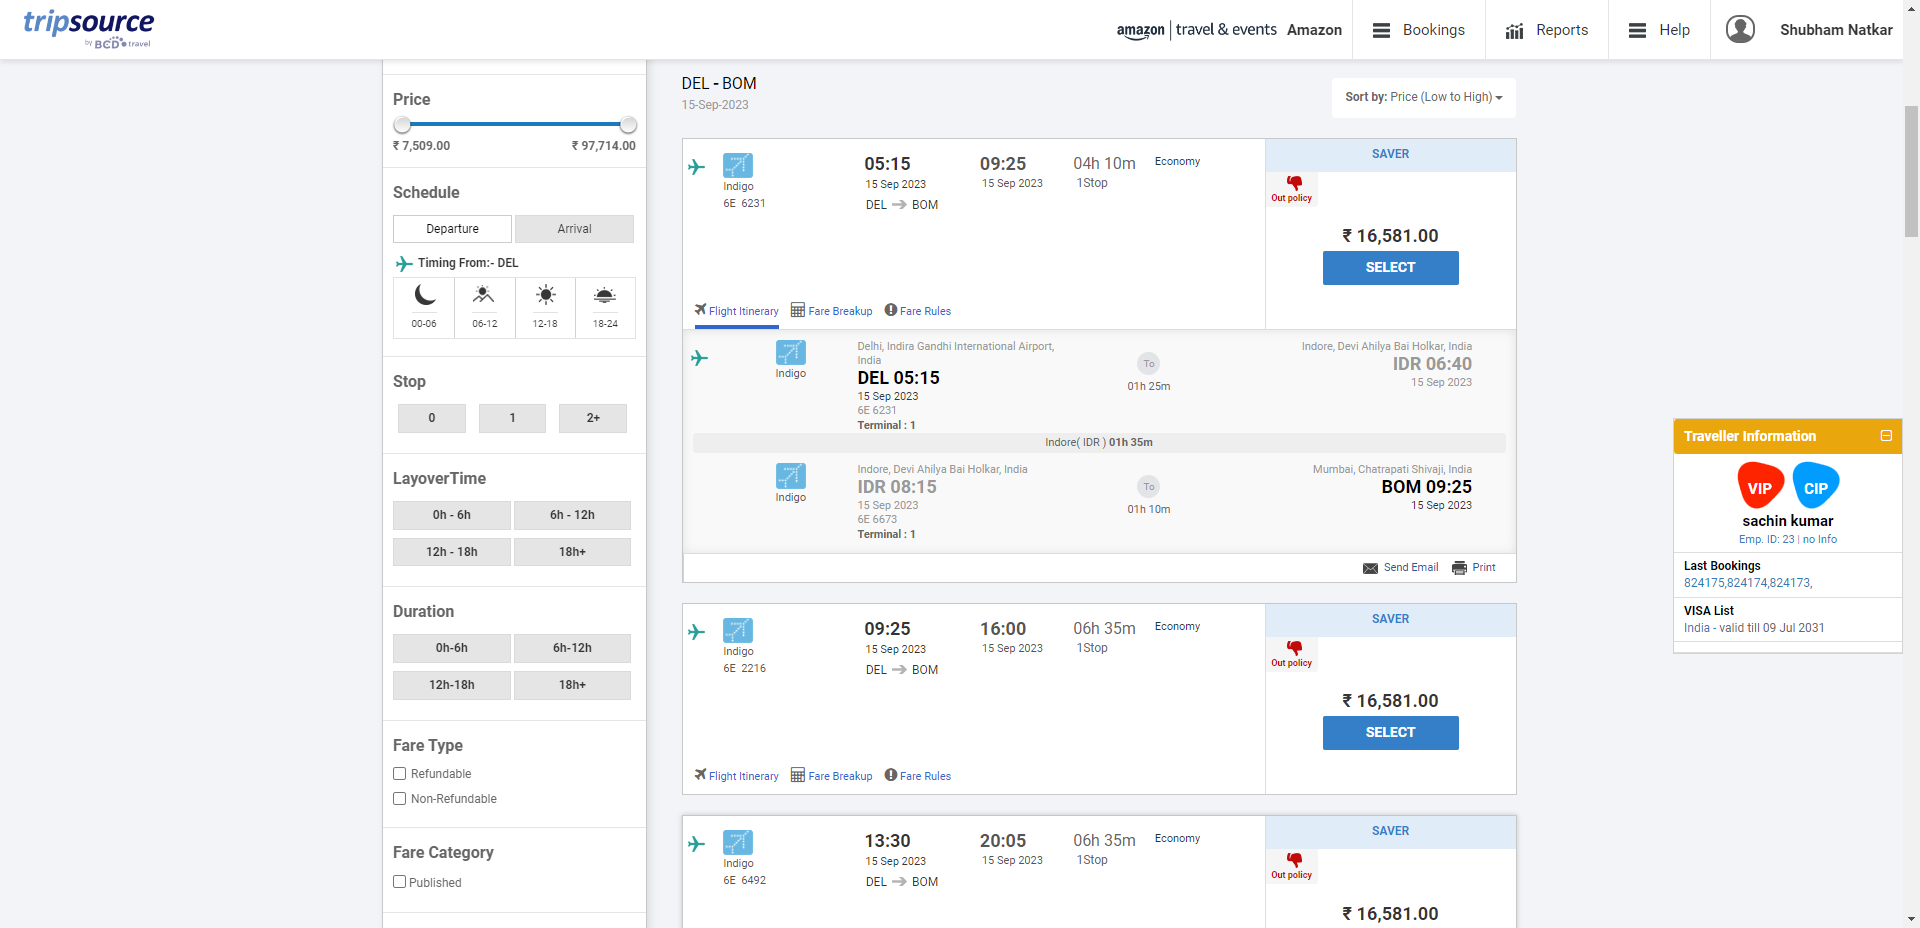 tripsource
by BCD travel
amazon | travel & events Amazon
Bookings
Reports
Help
Shubham Natkar
Price
₹ 7,509.00 ₹ 97,714.00
Schedule
Departure Arrival
Timing From:- DEL
00-06 06-12 12-18 18-24
Stop
0 1 2+
LayoverTime
0h - 6h 6h - 12h
12h - 18h 18h+
Duration
0h-6h 6h-12h
12h-18h 18h+
Fare Type
Refundable
Non-Refundable
Fare Category
Published
DEL - BOM
15-Sep-2023
Sort by: Price (Low to High)
Indigo
6E 6231
05:15 09:25 04h 10m Economy
15 Sep 2023 15 Sep 2023 1Stop
DEL BOM
SAVER
Out policy
₹ 16,581.00
SELECT
Flight Itinerary Fare Breakup Fare Rules
Indigo
Delhi, Indira Gandhi International Airport,
India
DEL 05:15
15 Sep 2023
6E 6231
Terminal : 1
To
01h 25m
Indore, Devi Ahilya Bai Holkar, India
IDR 06:40
15 Sep 2023
Indore( IDR ) 01h 35m
Indigo
Indore, Devi Ahilya Bai Holkar, India
IDR 08:15
15 Sep 2023
6E 6673
Terminal : 1
To
01h 10m
Mumbai, Chatrapati Shivaji, India
BOM 09:25
15 Sep 2023
Send Email Print
Indigo
6E 2216
09:25 16:00 06h 35m Economy
15 Sep 2023 15 Sep 2023 1Stop
DEL BOM
SAVER
Out policy
₹ 16,581.00
SELECT
Flight Itinerary Fare Breakup Fare Rules
Indigo
6E 6492
13:30 20:05 06h 35m Economy
15 Sep 2023 15 Sep 2023 1Stop
DEL BOM
SAVER
Out policy
₹ 16,581.00
Traveller Information
VIP CIP
sachin kumar
Emp. ID: 23 | no Info
Last Bookings
824175,824174,824173,
VISA List
India - valid till 09 Jul 2031